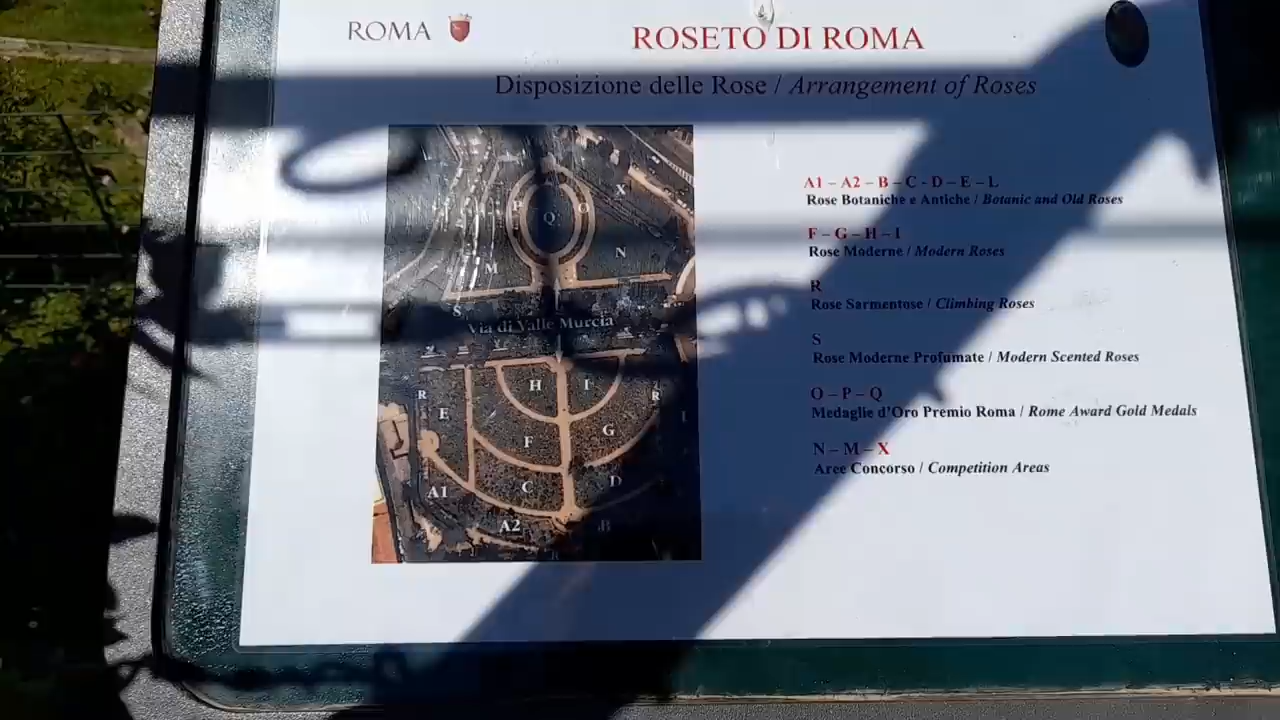 ROMA
ROSETO DI ROMA
Disposizione delle Rose / Arrangement of Roses
A1 – A2 – B – C - D – E – L
Rose Botaniche e Antiche / Botanic and Old Roses
F – G – H – I
Rose Moderne / Modern Roses
R
Rose Sarmentose / Climbing Roses
S
Rose Moderne Profumate / Modern Scented Roses
O – P – Q
Medaglie d'Oro Premio Roma / Rome Award Gold Medals
N – M – X
Aree Concorso / Competition Areas
X
P Q O
N
M
S
Via di Valle Murcia
H I
R R
E
G
F
A1 C D
A2 B
R